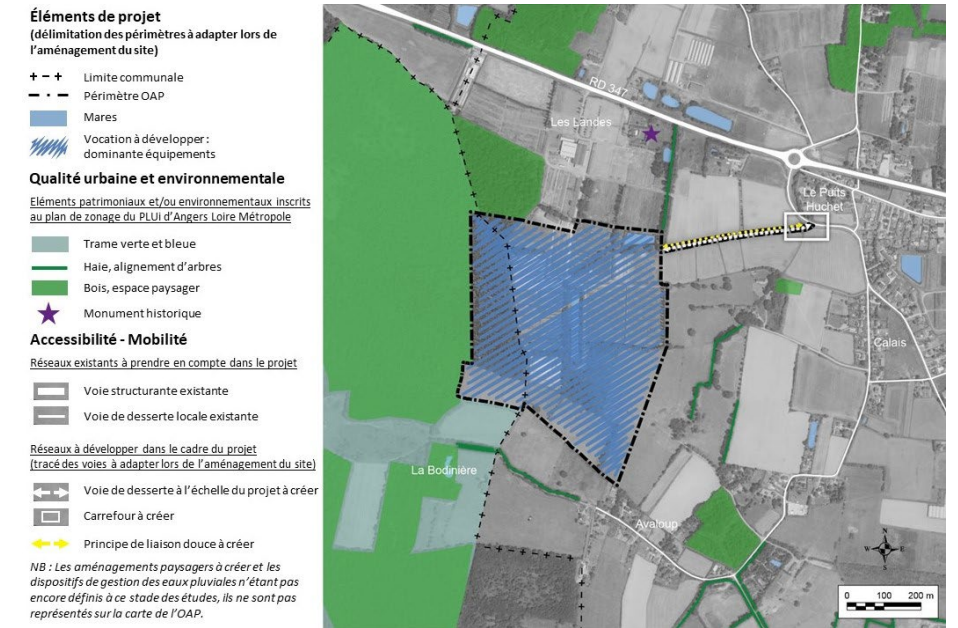 Éléments de projet
(délimitation des périmètres à adapter lors de
l'aménagement du site)
Limite communale
Périmètre OAP
Mares
Vocation à développer :
dominante équipements
Qualité urbaine et environnementale
Eléments patrimoniaux et/ou environnementaux inscrits
au plan de zonage du PLUi d'Angers Loire Métropole
Trame verte et bleue
Haie, alignement d'arbres
Bois, espace paysager
Monument historique
Accessibilité - Mobilité
Réseaux existants à prendre en compte dans le projet
Voie structurante existante
Voie de desserte locale existante
Réseaux à développer dans le cadre du projet
(tracé des voies à adapter lors de l'aménagement du site)
Voie de desserte à l'échelle du projet à créer
Carrefour à créer
Principe de liaison douce à créer
NB : Les aménagements paysagers à créer et les
dispositifs de gestion des eaux pluviales n'étant pas
encore définis à ce stade des études, ils ne sont pas
représentés sur la carte de l'OAP.
RD 347
Les Landes
Le Puits
Huchet
Calais
La Bodinière
Avaloup
N
W E
S
0 100 200 m